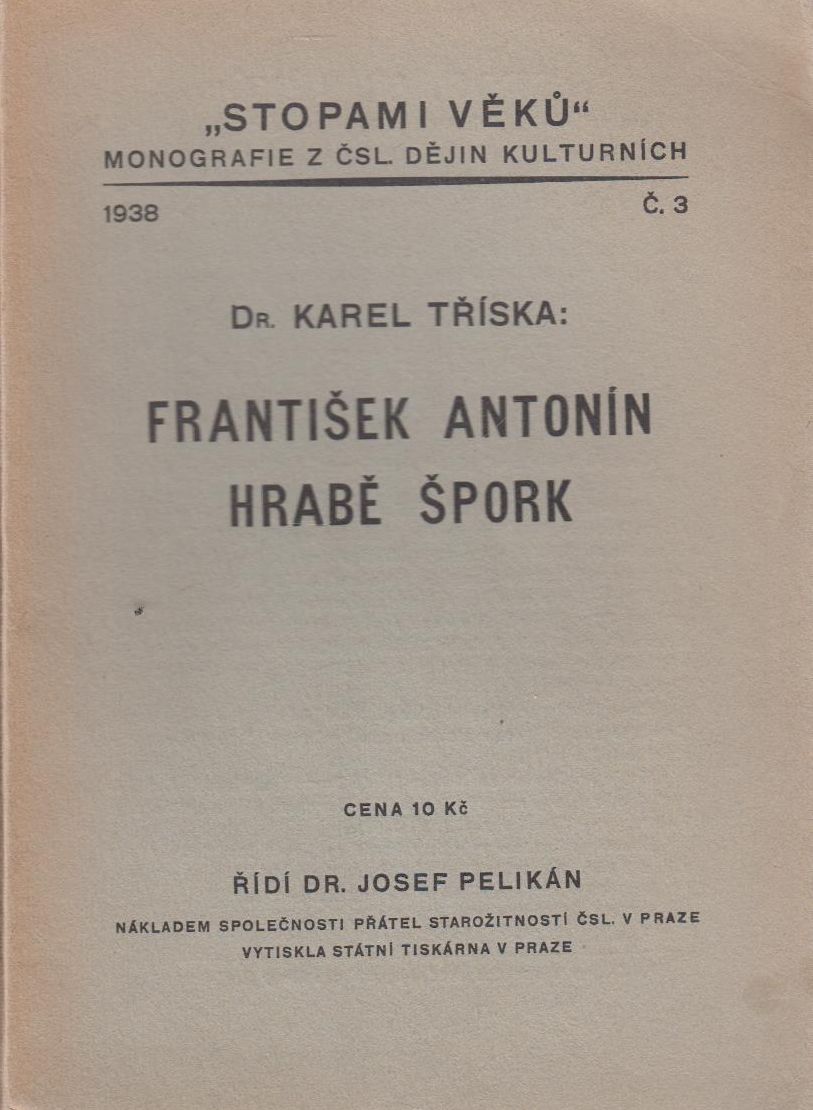 „STOPAMI VĚKŮ“
MONOGRAFIE Z ČSL. DĚJIN KULTURNÍCH
1938 Č. 3
DR. KAREL TŘÍSKA:
FRANTIŠEK ANTONÍN
HRABĚ ŠPORK
CENA 10 Kč
ŘÍDÍ DR. JOSEF PELIKÁN
NÁKLADEM SPOLEČNOSTI PŘÁTEL STAROŽITNOSTÍ ČSL. V PRAZE
VYTISKLA STÁTNÍ TISKÁRNA V PRAZE